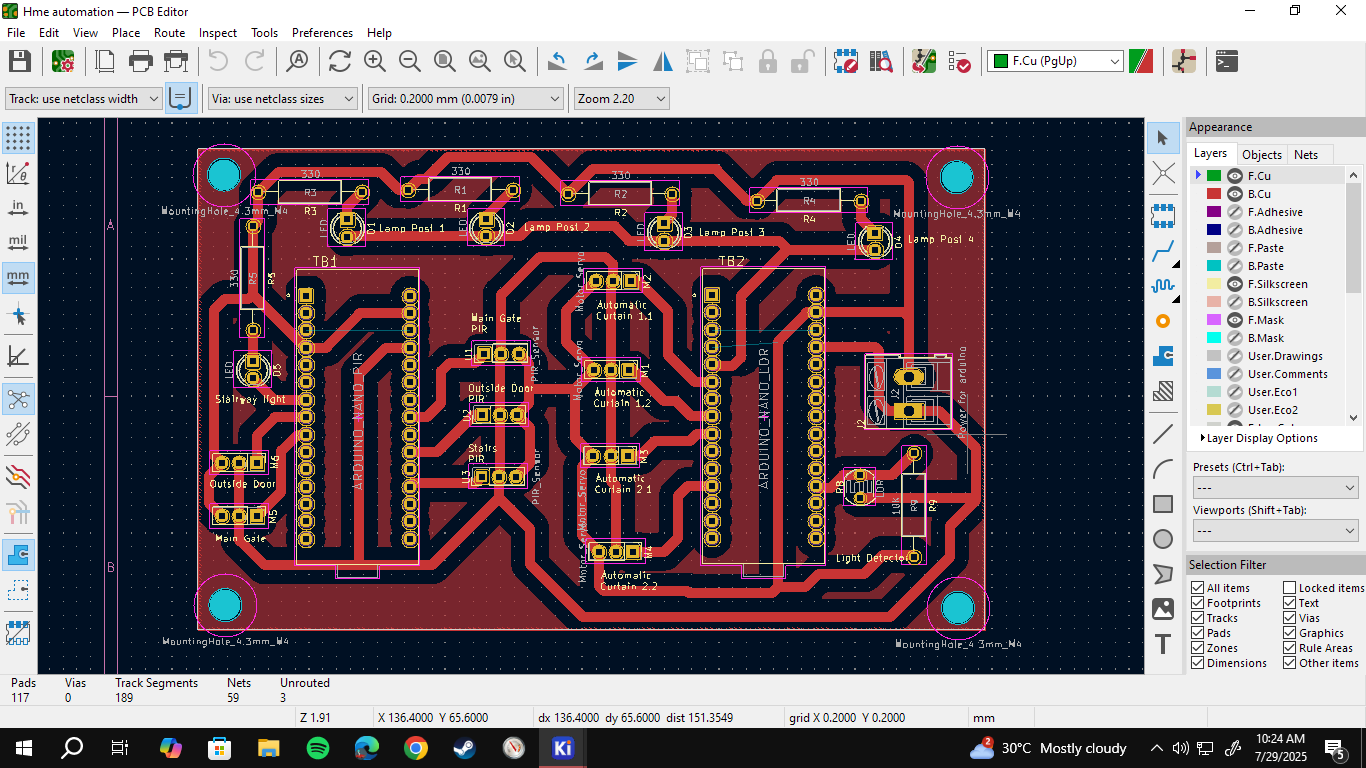 Hme automation — PCB Editor
File Edit View Place Route Inspect Tools Preferences Help
F.Cu (PgUp)
Track: use netclass width
Via: use netclass sizes
Grid: 0.2000 mm (0.0079 in)
Zoom 2.20
in
mil
mm
A
B
330
R3
R3
330
R1
R1
330
R2
R2
330
R4
R4
MountingHole_4.3mm_M4
MountingHole_4.3mm_M4
LED
D1
Lamp Post 1
LED
D2
Lamp Post 2
LED
D3
Lamp Post 3
LED
D4
Lamp Post 4
330
R5
R5
TB1
TB2
Motor_Servo
M2
Automatic
Curtain 1.1
Main Gate
PIR
U1
PIR_Sensor
LED
D5
Stairway light
Motor_Servo
M1
Automatic
Curtain 1.2
Outside Door
PIR
U2
ARDUINO_NANO_PIR
ARDUINO_NANO_LDR
J2
J2
Power for arduino
Stairs
PIR
U3
PIR_Sensor
M3
Automatic
Curtain 2.1
M6
Outside Door
M5
Main Gate
Motor_Servo
Motor_Servo
M4
Automatic
Curtain 2.2
R8
LDR
10k
R9
R9
Light Detector
MountingHole_4.3mm_M4
MountingHole_4.3mm_M4
Appearance
Layers Objects Nets
F.Cu
B.Cu
F.Adhesive
B.Adhesive
F.Paste
B.Paste
F.Silkscreen
B.Silkscreen
F.Mask
B.Mask
User.Drawings
User.Comments
User.Eco1
User.Eco2
Layer Display Options
Presets (Ctrl+Tab):
---
Viewports (Shift+Tab):
---
Selection Filter
All items Locked items
Footprints Text
Tracks Vias
Pads Graphics
Zones Rule Areas
Dimensions Other items
Pads Vias Track Segments Nets Unrouted
117 0 189 59 3
Z 1.91
X 136.4000 Y 65.6000
dx 136.4000 dy 65.6000 dist 151.3549
grid X 0.2000 Y 0.2000
mm
Ki
2
30°C Mostly cloudy
10:24 AM
7/29/2025
5